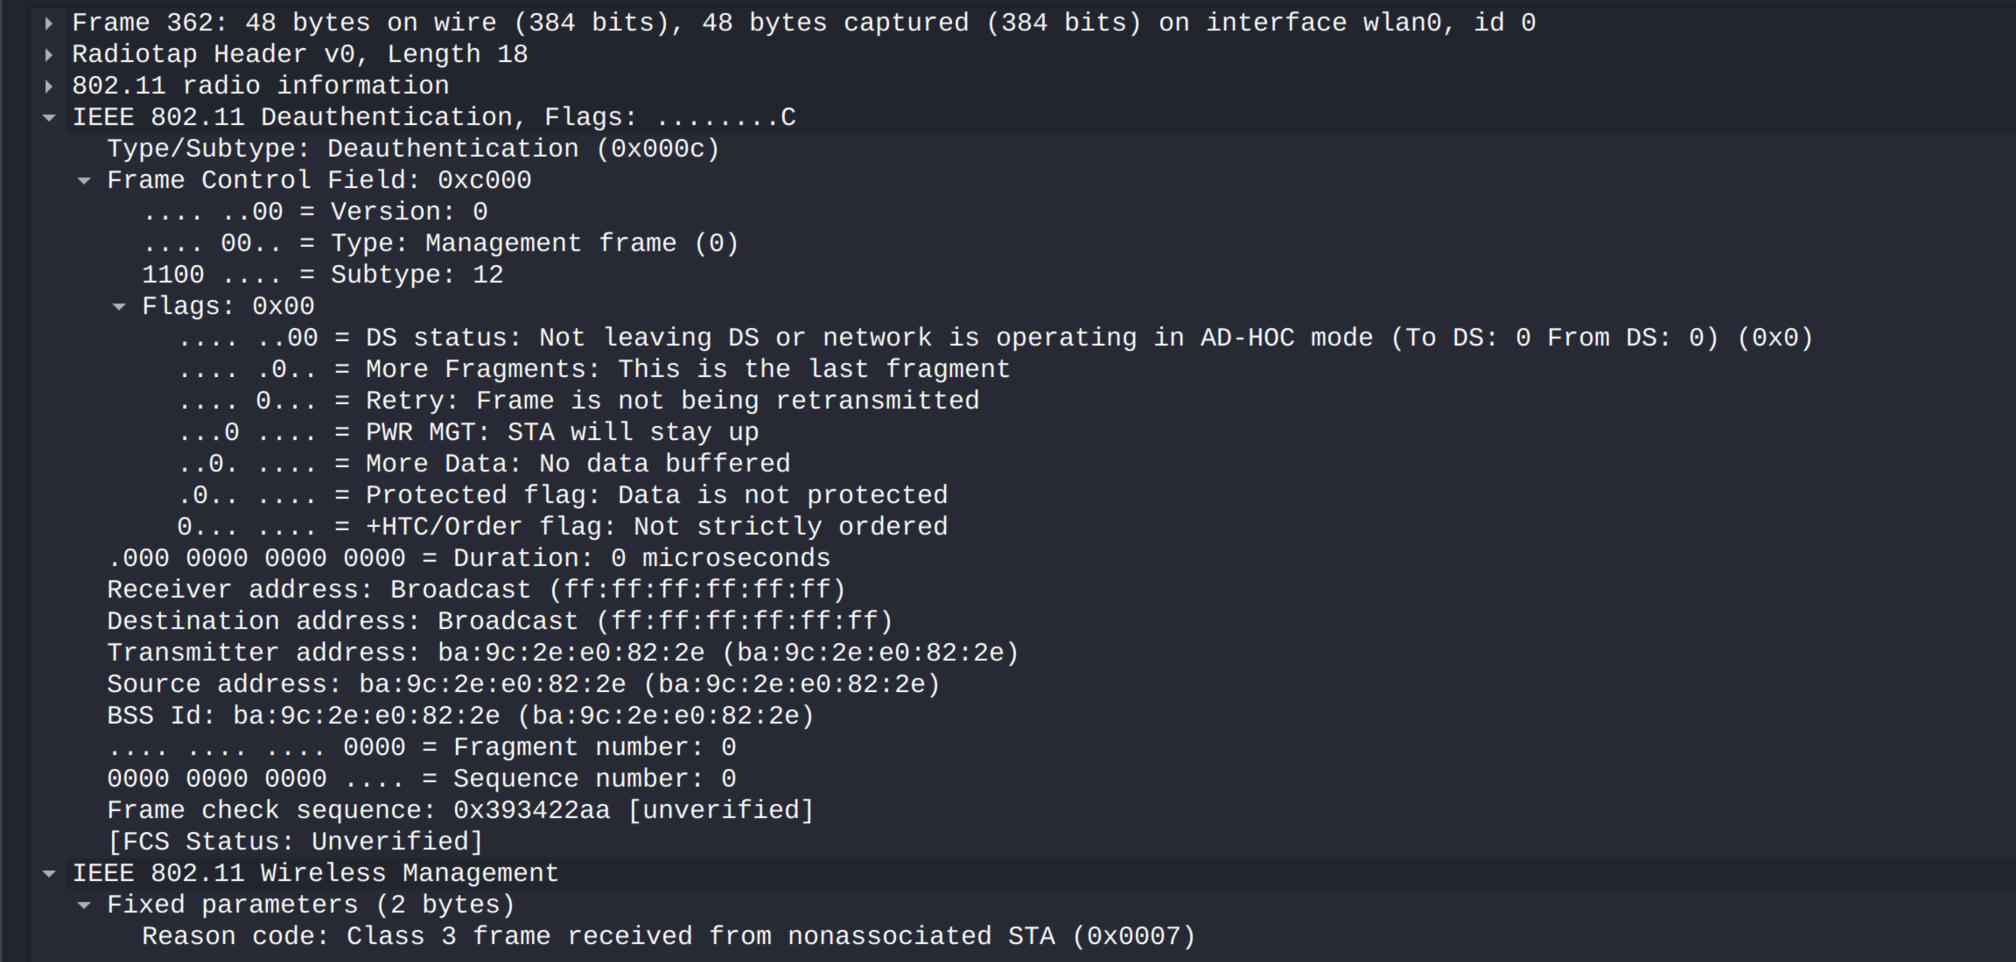 Frame 362: 48 bytes on wire (384 bits), 48 bytes captured (384 bits) on interface wlan0, id 0
Radiotap Header v0, Length 18
802.11 radio information
IEEE 802.11 Deauthentication, Flags: ........C
Type/Subtype: Deauthentication (0x000c)
Frame Control Field: 0xc000
.... ..00 = Version: 0
.... 00.. = Type: Management frame (0)
1100 .... = Subtype: 12
Flags: 0x00
.... ..00 = DS status: Not leaving DS or network is operating in AD-HOC mode (To DS: 0 From DS: 0) (0x0)
.... .0.. = More Fragments: This is the last fragment
.... 0... = Retry: Frame is not being retransmitted
...0 .... = PWR MGT: STA will stay up
..0. .... = More Data: No data buffered
.0.. .... = Protected flag: Data is not protected
0... .... = +HTC/Order flag: Not strictly ordered
.000 0000 0000 0000 = Duration: 0 microseconds
Receiver address: Broadcast (ff:ff:ff:ff:ff:ff)
Destination address: Broadcast (ff:ff:ff:ff:ff:ff)
Transmitter address: ba:9c:2e:e0:82:2e (ba:9c:2e:e0:82:2e)
Source address: ba:9c:2e:e0:82:2e (ba:9c:2e:e0:82:2e)
BSS Id: ba:9c:2e:e0:82:2e (ba:9c:2e:e0:82:2e)
.... .... .... 0000 = Fragment number: 0
0000 0000 0000 .... = Sequence number: 0
Frame check sequence: 0x393422aa [unverified]
[FCS Status: Unverified]
IEEE 802.11 Wireless Management
Fixed parameters (2 bytes)
Reason code: Class 3 frame received from nonassociated STA (0x0007)